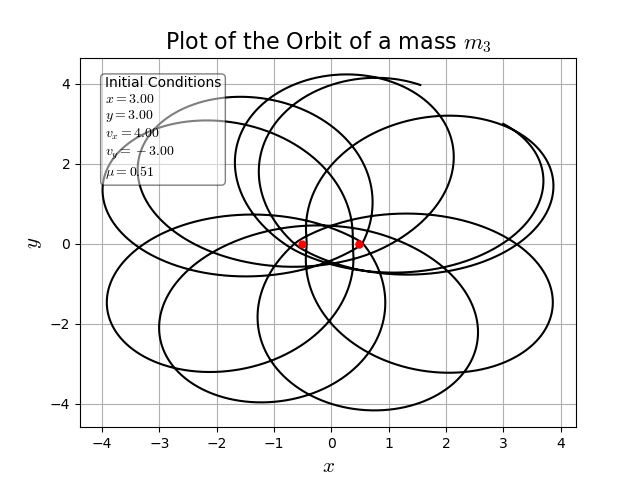 Plot of the Orbit of a mass m₃
Initial Conditions
x = 3.00
y = 3.00
vₓ = 4.00
v_y = −3.00
μ = 0.51
4
2
0
−2
−4
y
−4 −3 −2 −1 0 1 2 3 4
x